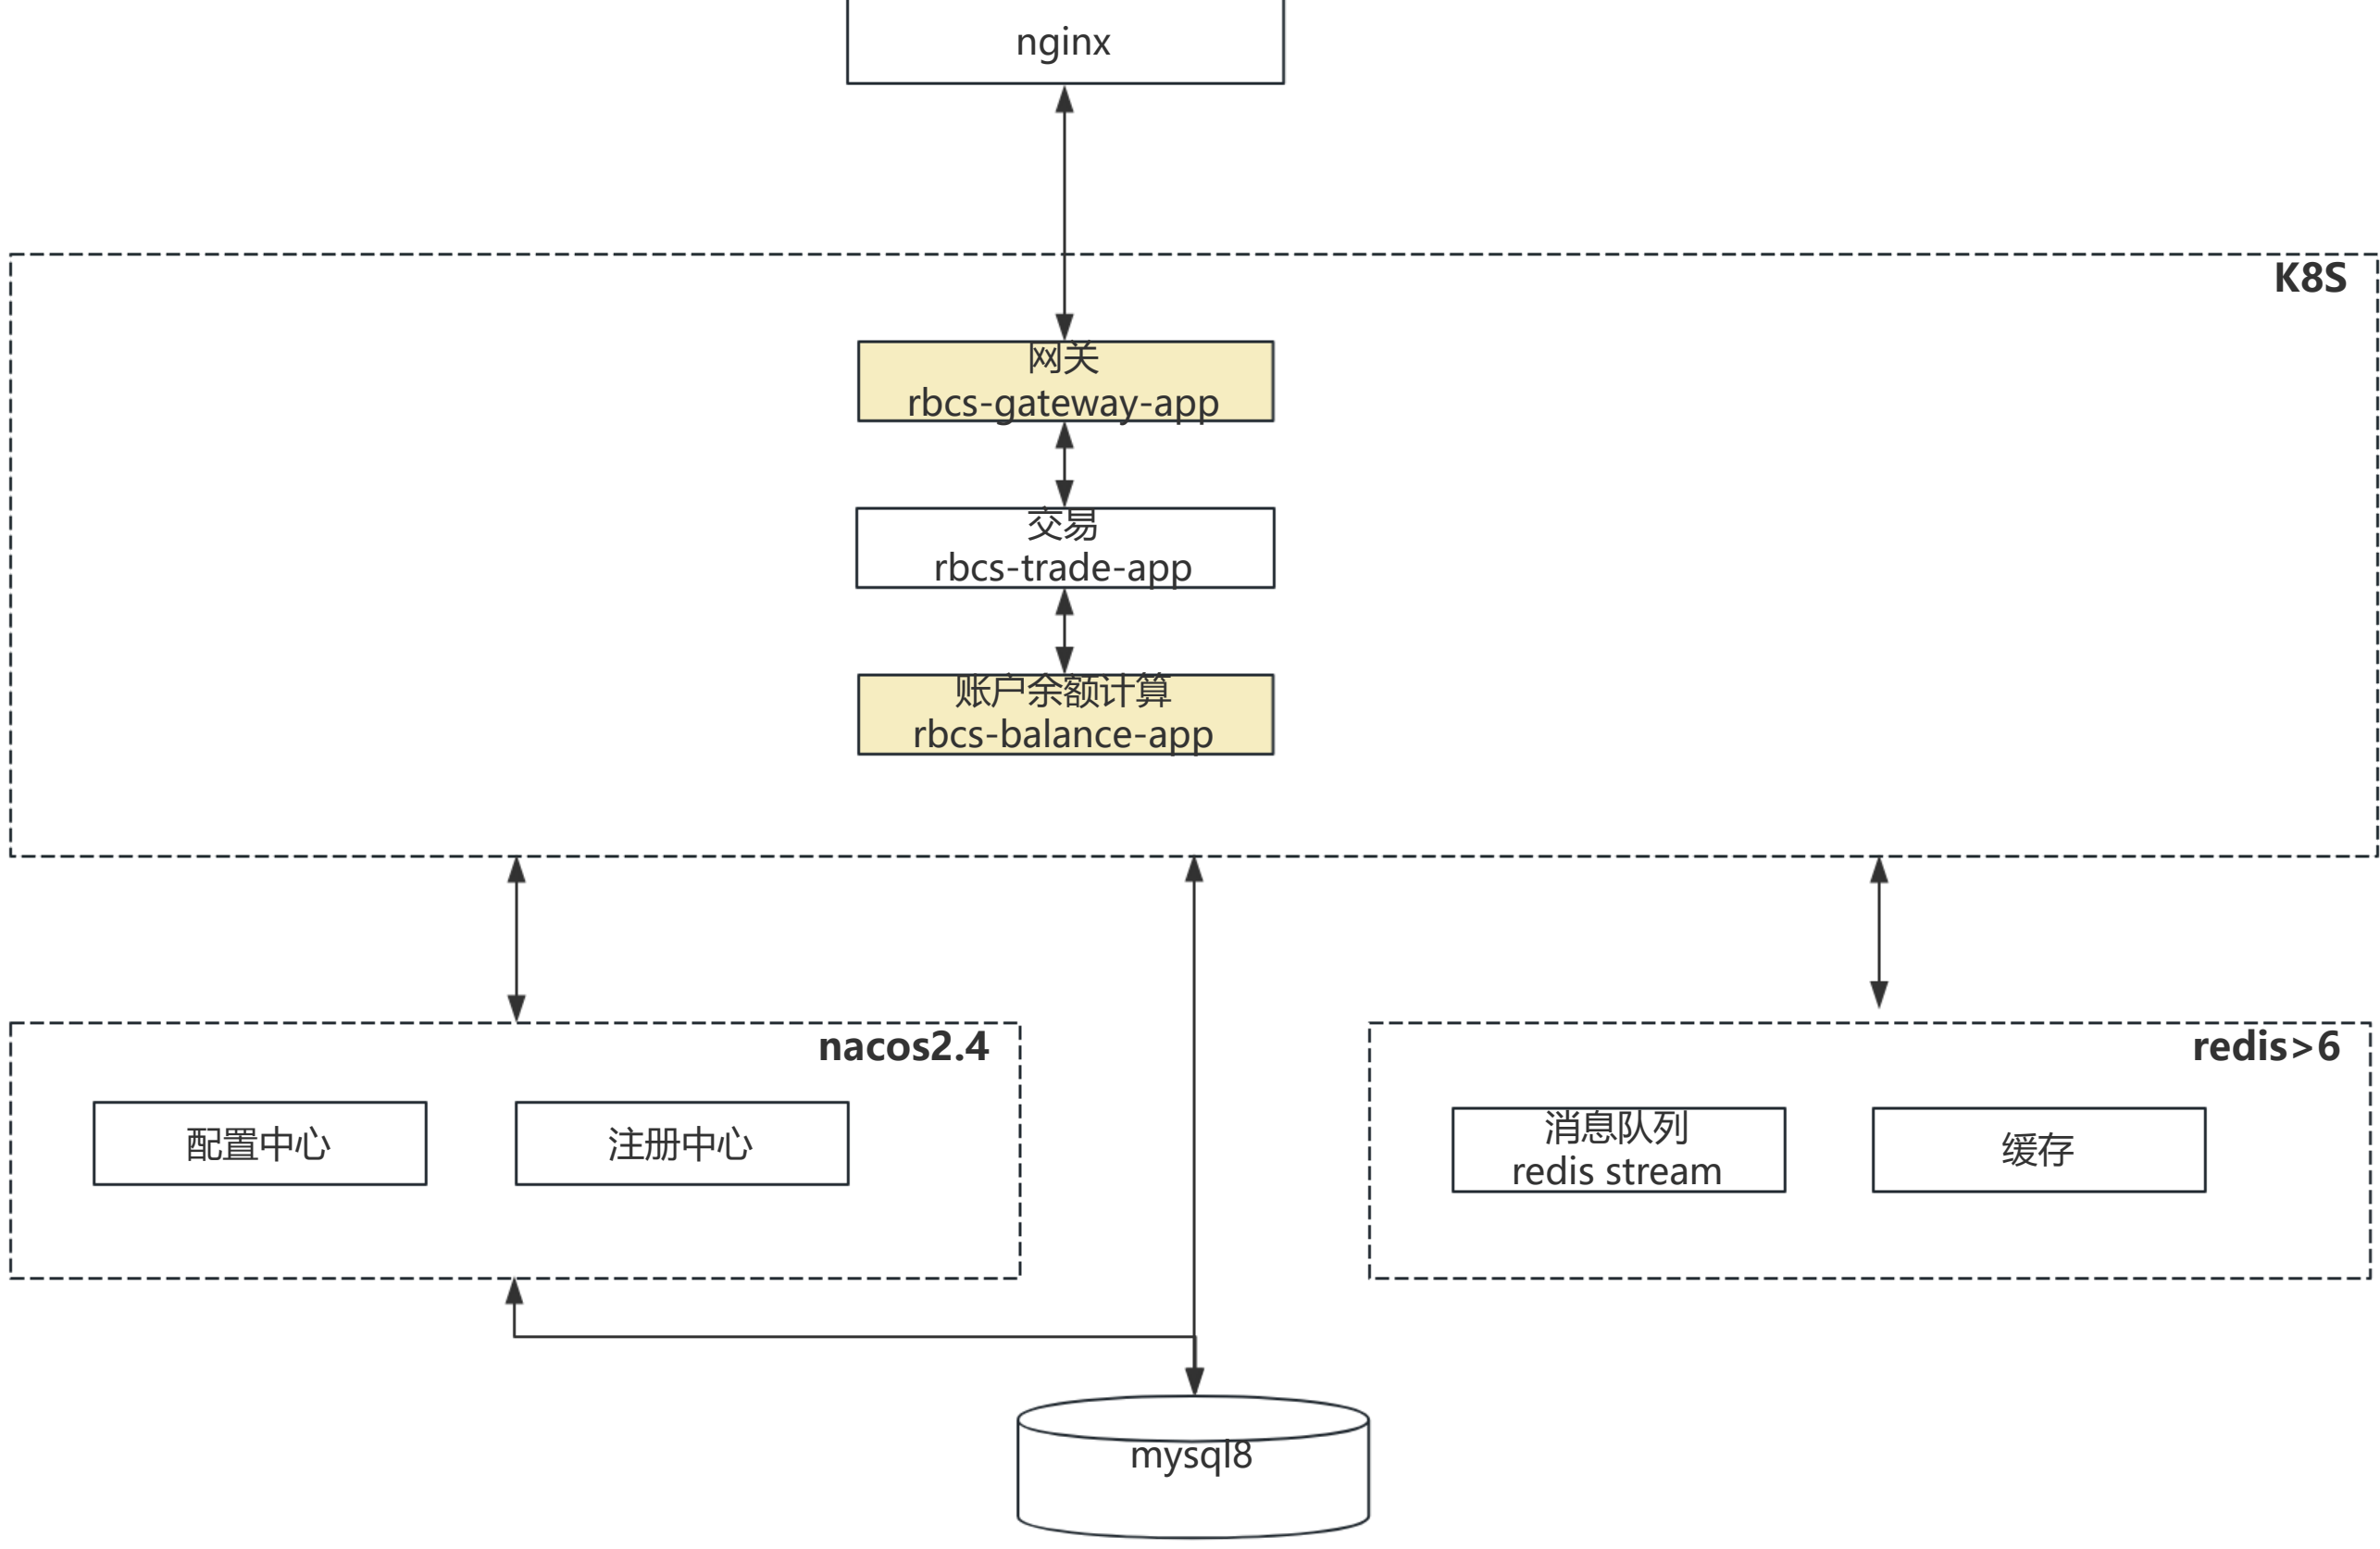 nginx
K8S
网关
rbcs-gateway-app
交易
rbcs-trade-app
账户余额计算
rbcs-balance-app
nacos2.4
配置中心
注册中心
redis>6
消息队列
redis stream
缓存
mysql8